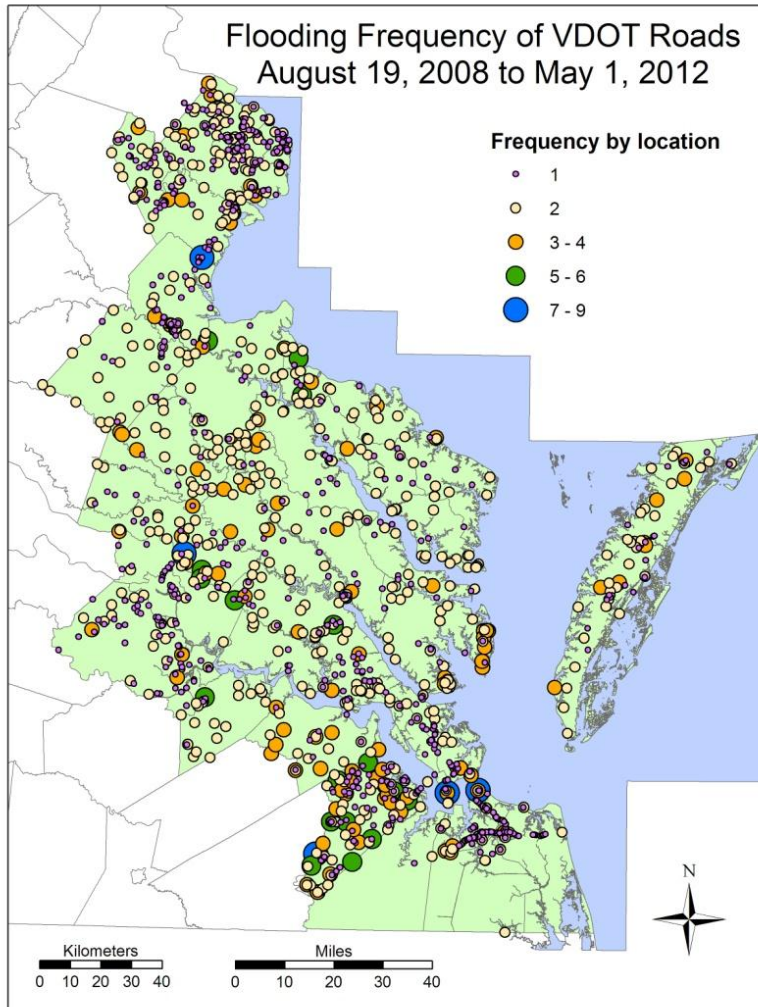 Flooding Frequency of VDOT Roads
August 19, 2008 to May 1, 2012
Frequency by location
1
2
3 - 4
5 - 6
7 - 9
N
Kilometers
0 10 20 30 40
Miles
0 10 20 30 40